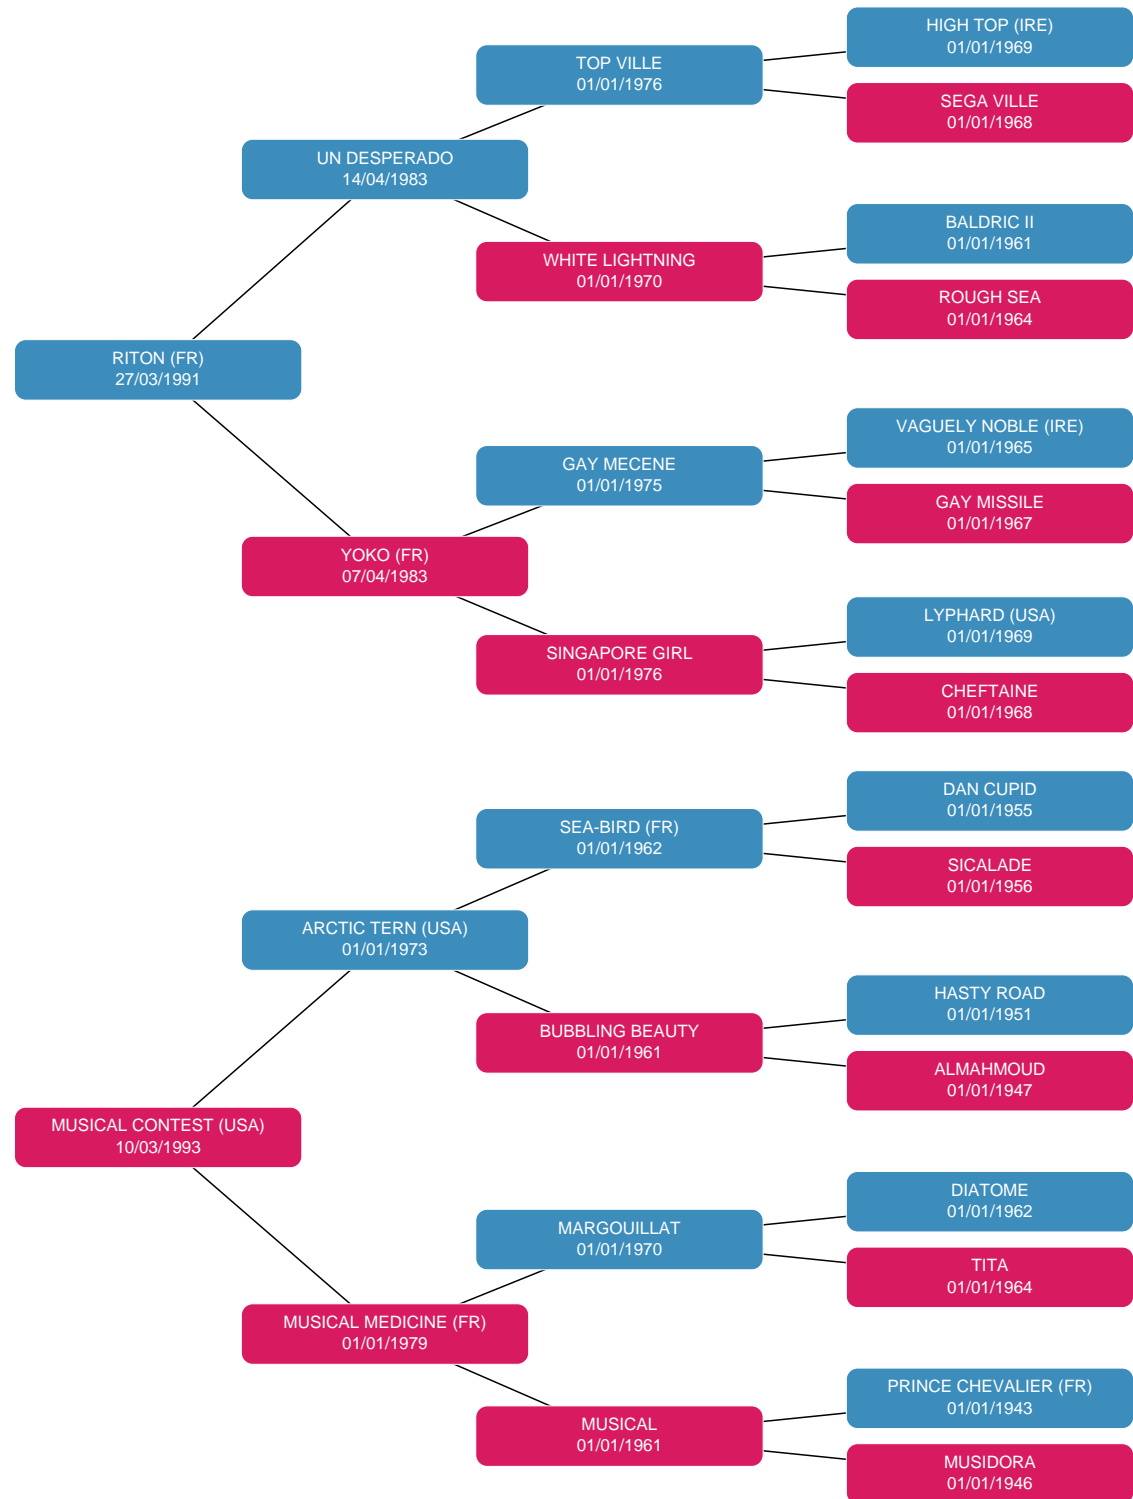 HIGH TOP (IRE)
01/01/1969
TOP VILLE
01/01/1976
SEGA VILLE
01/01/1968
UN DESPERADO
14/04/1983
BALDRIC II
01/01/1961
WHITE LIGHTNING
01/01/1970
ROUGH SEA
01/01/1964
RITON (FR)
27/03/1991
VAGUELY NOBLE (IRE)
01/01/1965
GAY MECENE
01/01/1975
GAY MISSILE
01/01/1967
YOKO (FR)
07/04/1983
LYPHARD (USA)
01/01/1969
SINGAPORE GIRL
01/01/1976
CHEFTAINE
01/01/1968
DAN CUPID
01/01/1955
SEA-BIRD (FR)
01/01/1962
SICALADE
01/01/1956
ARCTIC TERN (USA)
01/01/1973
HASTY ROAD
01/01/1951
BUBBLING BEAUTY
01/01/1961
ALMAHMOUD
01/01/1947
MUSICAL CONTEST (USA)
10/03/1993
DIATOME
01/01/1962
MARGOUILLAT
01/01/1970
TITA
01/01/1964
MUSICAL MEDICINE (FR)
01/01/1979
PRINCE CHEVALIER (FR)
01/01/1943
MUSICAL
01/01/1961
MUSIDORA
01/01/1946